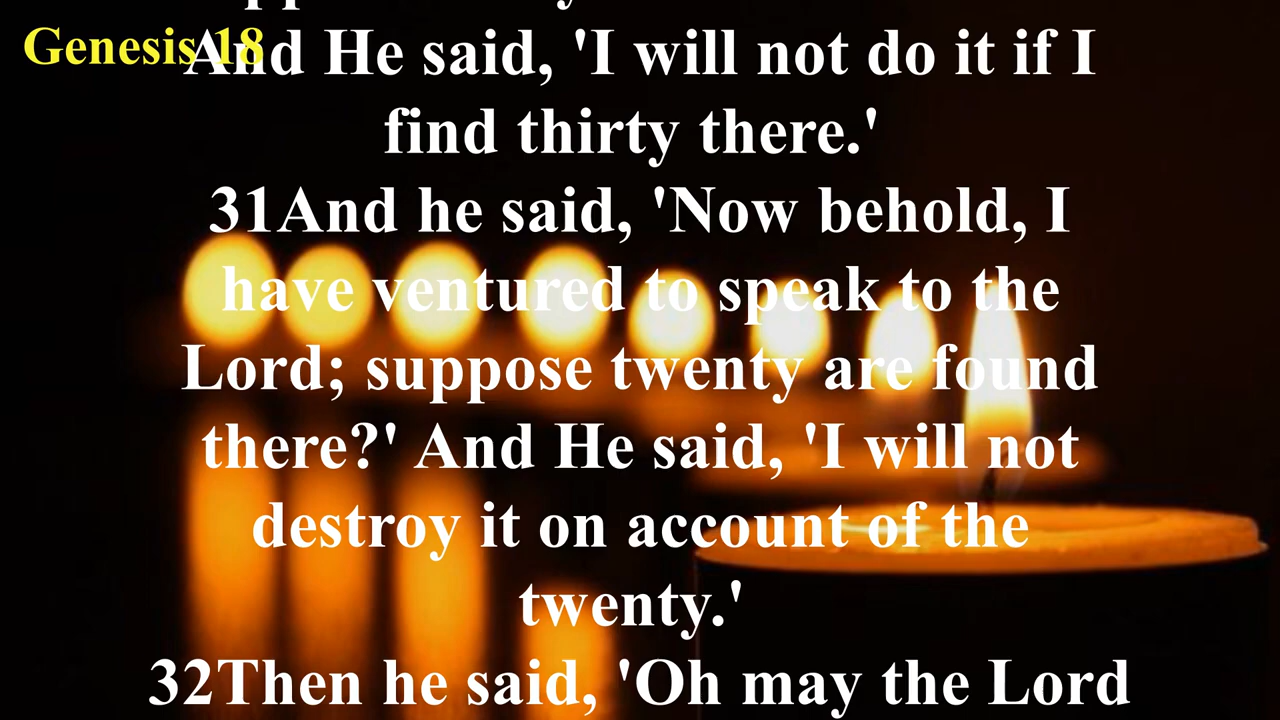 Genesis 18
And He said, 'I will not do it if I
find thirty there.'
31And he said, 'Now behold, I
have ventured to speak to the
Lord; suppose twenty are found
there?' And He said, 'I will not
destroy it on account of the
twenty.'
32Then he said, 'Oh may the Lord